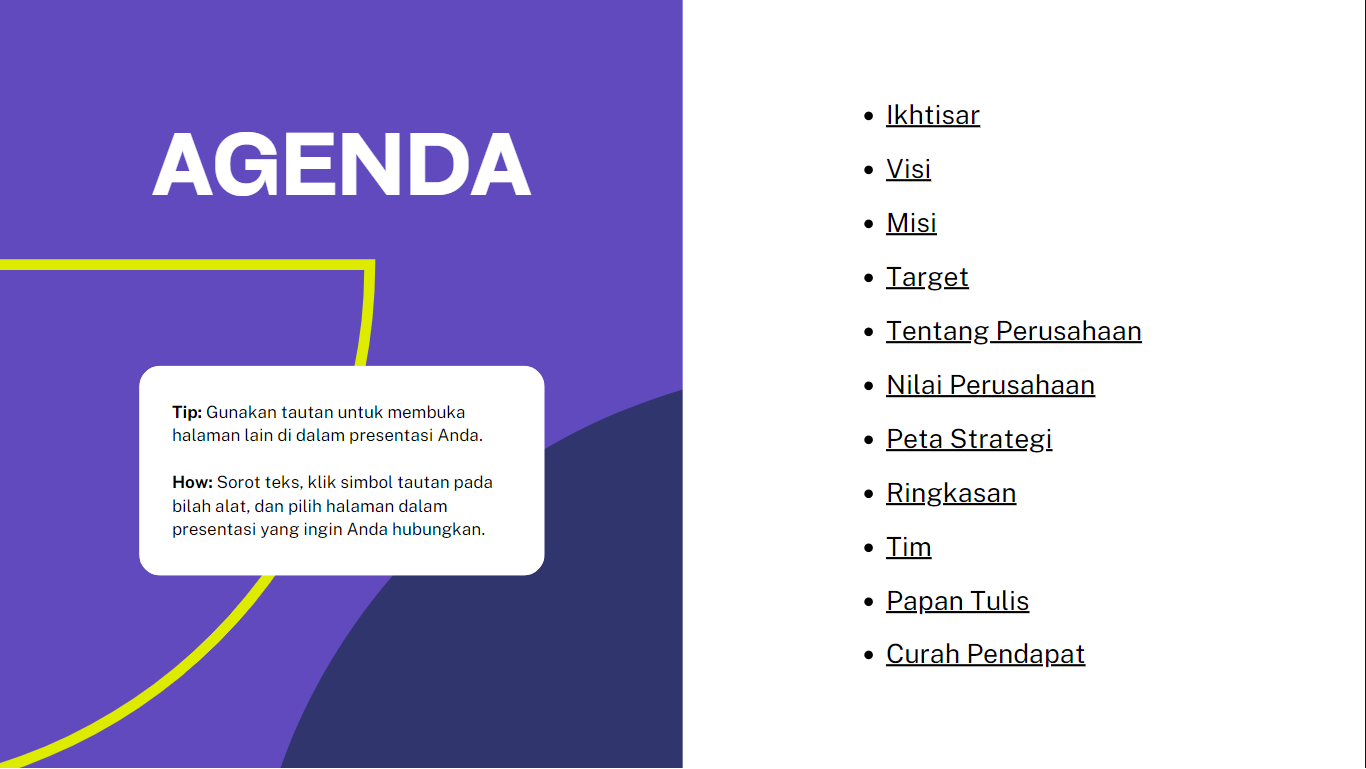 AGENDA
Tip: Gunakan tautan untuk membuka
halaman lain di dalam presentasi Anda.
How: Sorot teks, klik simbol tautan pada
bilah alat, dan pilih halaman dalam
presentasi yang ingin Anda hubungkan.
• Ikhtisar
• Visi
• Misi
• Target
• Tentang Perusahaan
• Nilai Perusahaan
• Peta Strategi
• Ringkasan
• Tim
• Papan Tulis
• Curah Pendapat